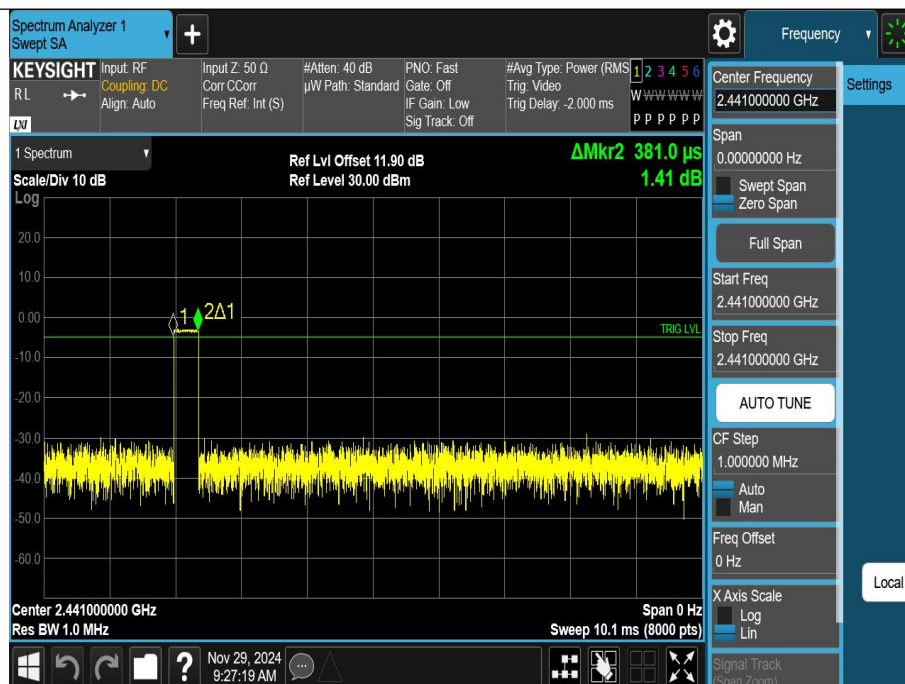 Spectrum Analyzer 1
Swept SA
+
Frequency
KEYSIGHT
RL
LXI
Input: RF
Coupling: DC
Align: Auto
Input Z: 50 Ω
Corr CCorr
Freq Ref: Int (S)
#Atten: 40 dB
µW Path: Standard
PNO: Fast
Gate: Off
IF Gain: Low
Sig Track: Off
#Avg Type: Power (RMS
Trig: Video
Trig Delay: -2.000 ms
1 2 3 4 5 6
W W W W W W
P P P P P P
1 Spectrum
Scale/Div 10 dB
Log
Ref Lvl Offset 11.90 dB
Ref Level 30.00 dBm
ΔMkr2 381.0 µs
1.41 dB
20.0
10.0
0.00
-10.0
-20.0
-30.0
-40.0
-50.0
-60.0
1
2Δ1
TRIG LVL
Center 2.441000000 GHz
Res BW 1.0 MHz
Span 0 Hz
Sweep 10.1 ms (8000 pts)
Nov 29, 2024
9:27:19 AM
?
Center Frequency
2.441000000 GHz
Span
0.00000000 Hz
Swept Span
Zero Span
Full Span
Start Freq
2.441000000 GHz
Stop Freq
2.441000000 GHz
AUTO TUNE
CF Step
1.000000 MHz
Auto
Man
Freq Offset
0 Hz
X Axis Scale
Log
Lin
Signal Track
(Span Zoom)
Settings
Local